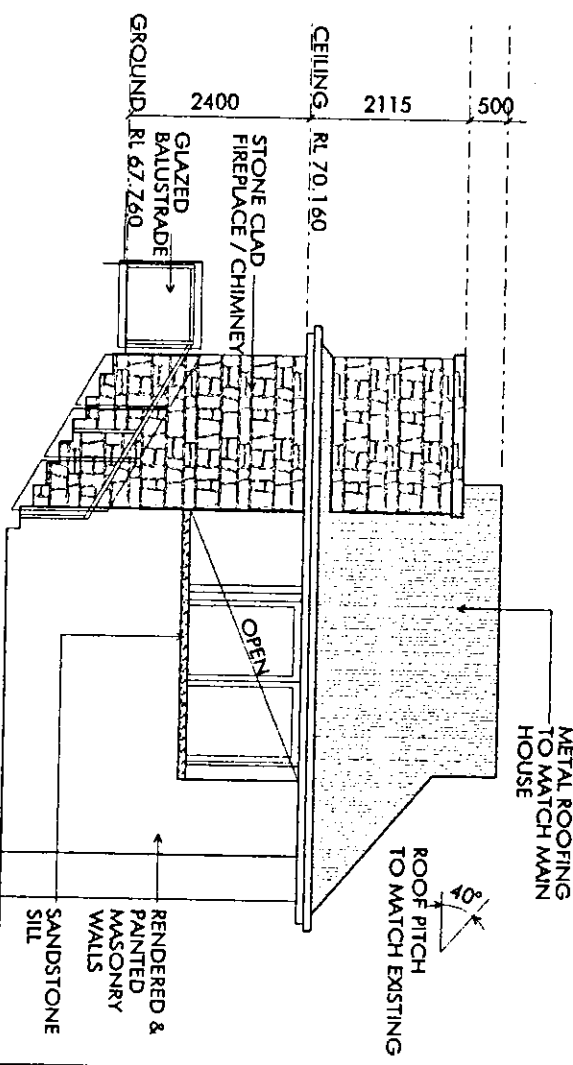 500
2115
2400
CEILING RL 70.160
GROUND RL 67.760
STONE CLAD
FIREPLACE / CHIMNEY
GLAZED
BALUSTRADE
METAL ROOFING
TO MATCH MAIN
HOUSE
40°
ROOF PITCH
TO MATCH EXISTING
OPEN
RENDERED &
PAINTED
MASONRY
WALLS
SANDSTONE
SILL